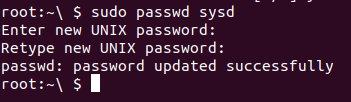 root:~\ $ sudo passwd sysd
Enter new UNIX password:
Retype new UNIX password:
passwd: password updated successfully
root:~\ $